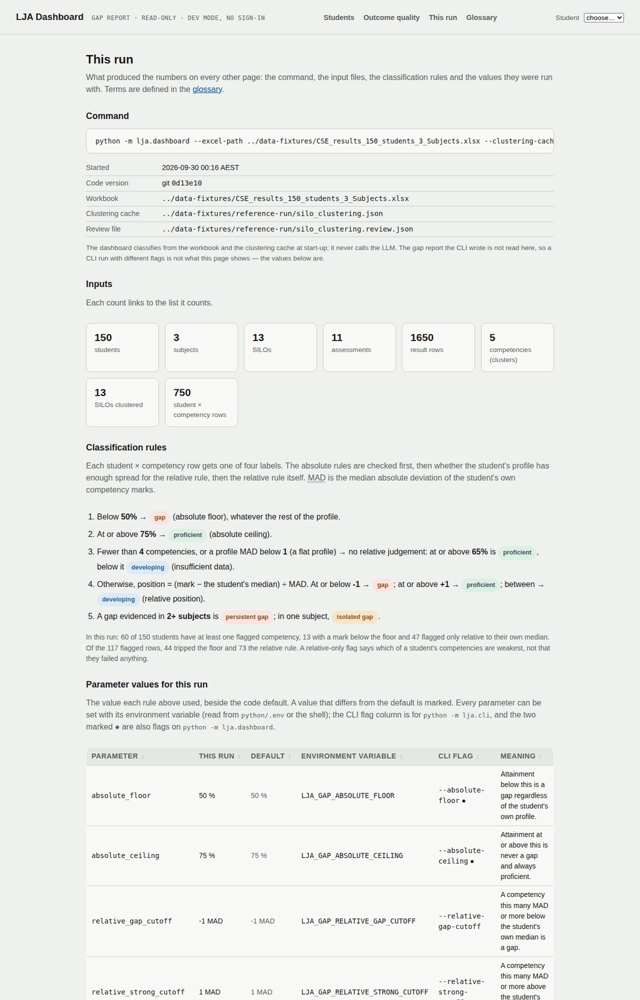 LJA Dashboard GAP REPORT · READ-ONLY · DEV MODE, NO SIGN-IN Students Outcome quality This run Glossary Student choose...
This run
What produced the numbers on every other page: the command, the input files, the classification rules and the values they were run
with. Terms are defined in the glossary.
Command
python -m lja.dashboard --excel-path ../data-fixtures/CSE_results_150_students_3_Subjects.xlsx --clustering-cach
Started 2026-09-30 00:16 AEST
Code version git 0d13e10
Workbook ../data-fixtures/CSE_results_150_students_3_Subjects.xlsx
Clustering cache ../data-fixtures/reference-run/silo_clustering.json
Review file ../data-fixtures/reference-run/silo_clustering.review.json
The dashboard classifies from the workbook and the clustering cache at start-up; it never calls the LLM. The gap report the CLI wrote is not read here, so a
CLI run with different flags is not what this page shows — the values below are.
Inputs
Each count links to the list it counts.
150 3 13 11 1650 5
students subjects SILOs assessments result rows competencies
(clusters)
13 750
SILOs clustered student ×
competency rows
Classification rules
Each student × competency row gets one of four labels. The absolute rules are checked first, then whether the student's profile has
enough spread for the relative rule, then the relative rule itself. MAD is the median absolute deviation of the student's own
competency marks.
1. Below 50% → gap (absolute floor), whatever the rest of the profile.
2. At or above 75% → proficient (absolute ceiling).
3. Fewer than 4 competencies, or a profile MAD below 1 (a flat profile) → no relative judgement: at or above 65% is proficient ,
below it developing (insufficient data).
4. Otherwise, position = (mark − the student's median) ÷ MAD. At or below -1 → gap ; at or above +1 → proficient ; between →
developing (relative position).
5. A gap evidenced in 2+ subjects is persistent gap ; in one subject, isolated gap .
In this run: 60 of 150 students have at least one flagged competency, 13 with a mark below the floor and 47 flagged only relative to their own median.
Of the 117 flagged rows, 44 tripped the floor and 73 the relative rule. A relative-only flag says which of a student's competencies are weakest, not that
they failed anything.
Parameter values for this run
The value each rule above used, beside the code default. A value that differs from the default is marked. Every parameter can be
set with its environment variable (read from python/.env or the shell); the CLI flag column is for python -m lja.cli, and the two
marked ● are also flags on python -m lja.dashboard.
PARAMETER ↕ THIS RUN ↕ DEFAULT ↕ ENVIRONMENT VARIABLE ↕ CLI FLAG ↕ MEANING ↕
Attainment
below this is a
absolute_floor 50 % 50 % LJA_GAP_ABSOLUTE_FLOOR --absolute-
floor ● gap regardless
of the student's
own profile.
Attainment at
or above this is
absolute_ceiling 75 % 75 % LJA_GAP_ABSOLUTE_CEILING --absolute-
ceiling ● never a gap
and always
proficient.
A competency
this many MAD
or more below
relative_gap_cutoff -1 MAD -1 MAD LJA_GAP_RELATIVE_GAP_CUTOFF --relative-
gap-cutoff the student's
own median is
a gap.
A competency
this many MAD
or more above
relative_strong_cutoff 1 MAD 1 MAD LJA_GAP_RELATIVE_STRONG_CUTOFF --relative-
strong-
the student's